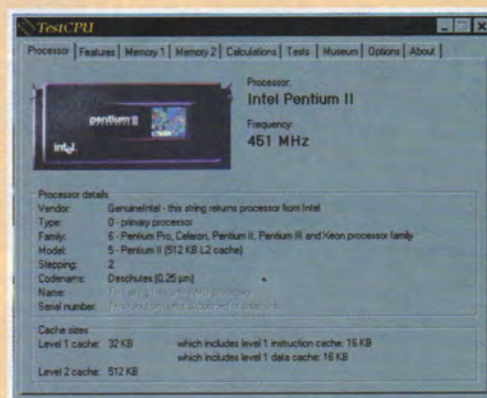 TestCPU
Processor Features Memory 1 Memory 2 Calculations Tests Museum Options About
pentium II
intel
Processor:
Intel Pentium II
Frequency:
451 MHz
Processor details
Vendor: GenuineIntel - this string returns processor from Intel
Type: 0 - primary processor
Family: 6 - Pentium Pro, Celeron, Pentium II, Pentium III and Xeon processor family
Model: 5 - Pentium II (512 KB L2 cache)
Stepping: 2
Codename: Deschutes (0.25 µm)
Name:
Serial number:
Cache sizes
Level 1 cache: 32 KB which includes level 1 instruction cache: 16 KB
which includes level 1 data cache: 16 KB
Level 2 cache: 512 KB